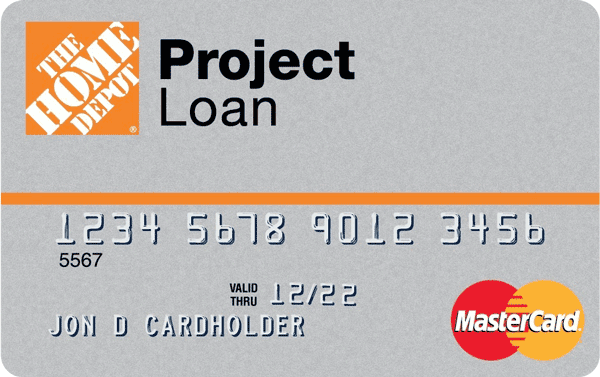 THE
HOME
DEPOT
®
Project
Loan
1234 5678 9012 3456
5567
VALID
THRU
12/22
JON D CARDHOLDER
MasterCard